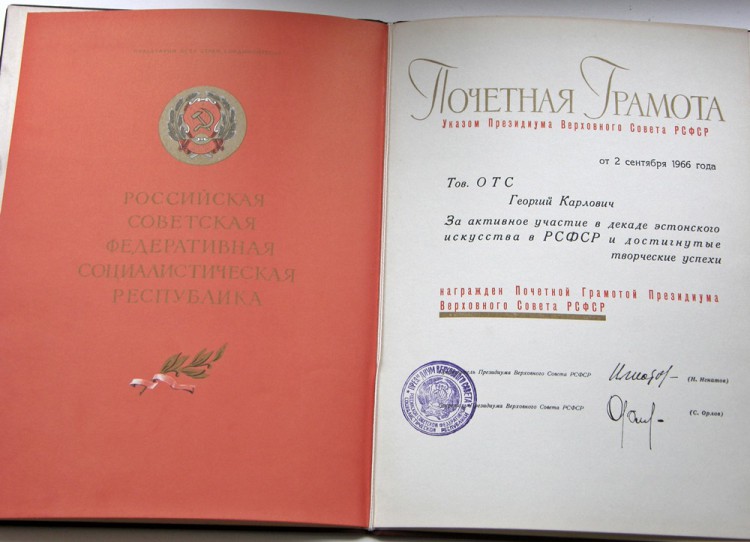 РОССИЙСКАЯ
СОВЕТСКАЯ
ФЕДЕРАТИВНАЯ
СОЦИАЛИСТИЧЕСКАЯ
РЕСПУБЛИКА
ПОЧЕТНАЯ ГРАМОТА
Указом Президиума Верховного Совета РСФСР
от 2 сентября 1966 года
Тов. ОТС
Георгий Карлович
За активное участие в декаде эстонского
искусства в РСФСР и достигнутые
творческие успехи
награжден Почетной Грамотой Президиума
Верховного Совета РСФСР
Президиума Верховного Совета РСФСР
(Н. Игнатов)
Президиума Верховного Совета РСФСР
(С. Орлов)